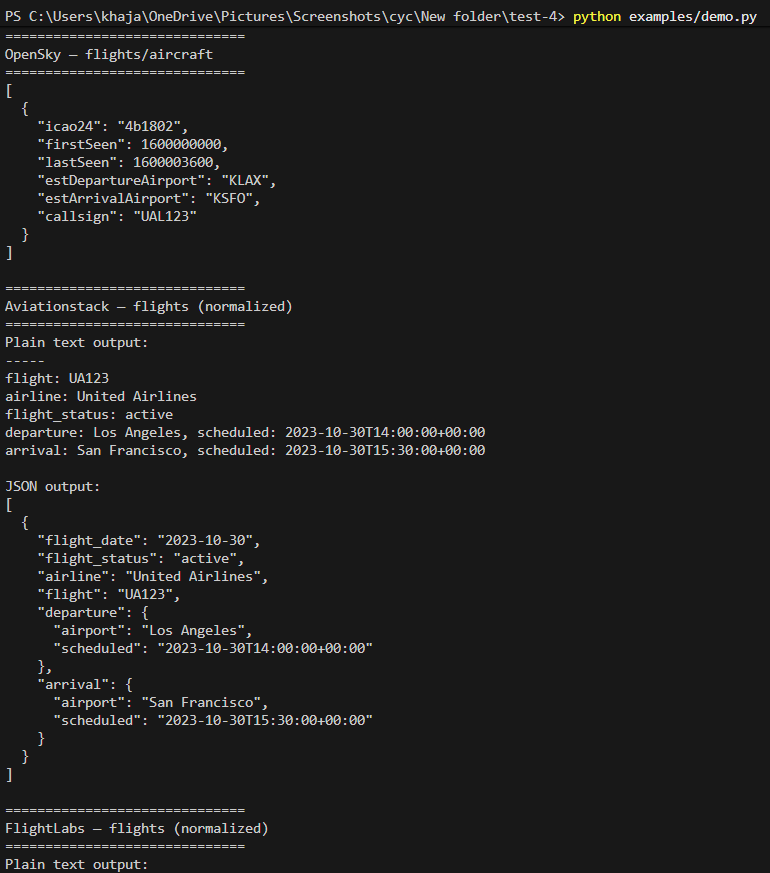 PS C:\Users\khaja\OneDrive\Pictures\Screenshots\cyc\New folder\test-4> python examples/demo.py
==============================
OpenSky — flights/aircraft
==============================
[
  {
    "icao24": "4b1802",
    "firstSeen": 1600000000,
    "lastSeen": 1600003600,
    "estDepartureAirport": "KLAX",
    "estArrivalAirport": "KSFO",
    "callsign": "UAL123"
  }
]

==============================
Aviationstack — flights (normalized)
==============================
Plain text output:
-----
flight: UA123
airline: United Airlines
flight_status: active
departure: Los Angeles, scheduled: 2023-10-30T14:00:00+00:00
arrival: San Francisco, scheduled: 2023-10-30T15:30:00+00:00

JSON output:
[
  {
    "flight_date": "2023-10-30",
    "flight_status": "active",
    "airline": "United Airlines",
    "flight": "UA123",
    "departure": {
      "airport": "Los Angeles",
      "scheduled": "2023-10-30T14:00:00+00:00"
    },
    "arrival": {
      "airport": "San Francisco",
      "scheduled": "2023-10-30T15:30:00+00:00"
    }
  }
]

==============================
FlightLabs — flights (normalized)
==============================
Plain text output: